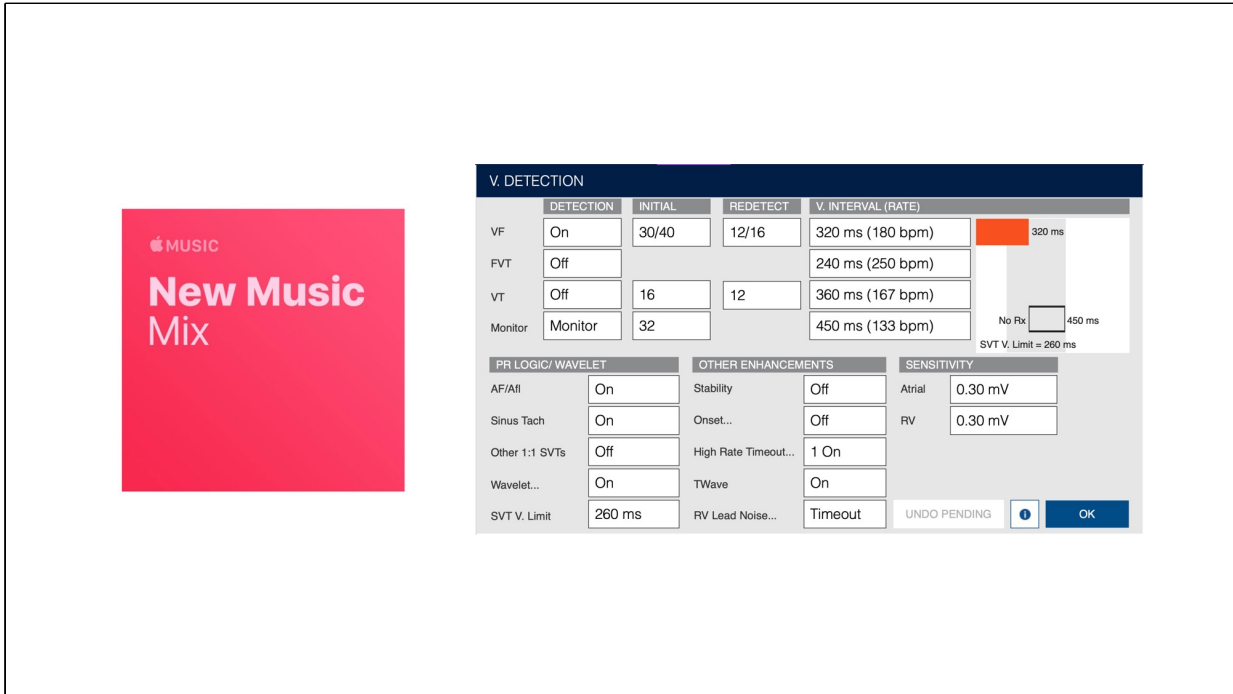 MUSIC
New Music
Mix
V. DETECTION
DETECTION INITIAL REDETECT V. INTERVAL (RATE)
VF On 30/40 12/16 320 ms (180 bpm) 320 ms
FVT Off 240 ms (250 bpm)
VT Off 16 12 360 ms (167 bpm)
Monitor Monitor 32 450 ms (133 bpm) No Rx 450 ms
SVT V. Limit = 260 ms
PR LOGIC/ WAVELET OTHER ENHANCEMENTS SENSITIVITY
AF/Afl On Stability Off Atrial 0.30 mV
Sinus Tach On Onset... Off RV 0.30 mV
Other 1:1 SVTs Off High Rate Timeout... 1 On
Wavelet... On TWave On
SVT V. Limit 260 ms RV Lead Noise... Timeout UNDO PENDING i OK